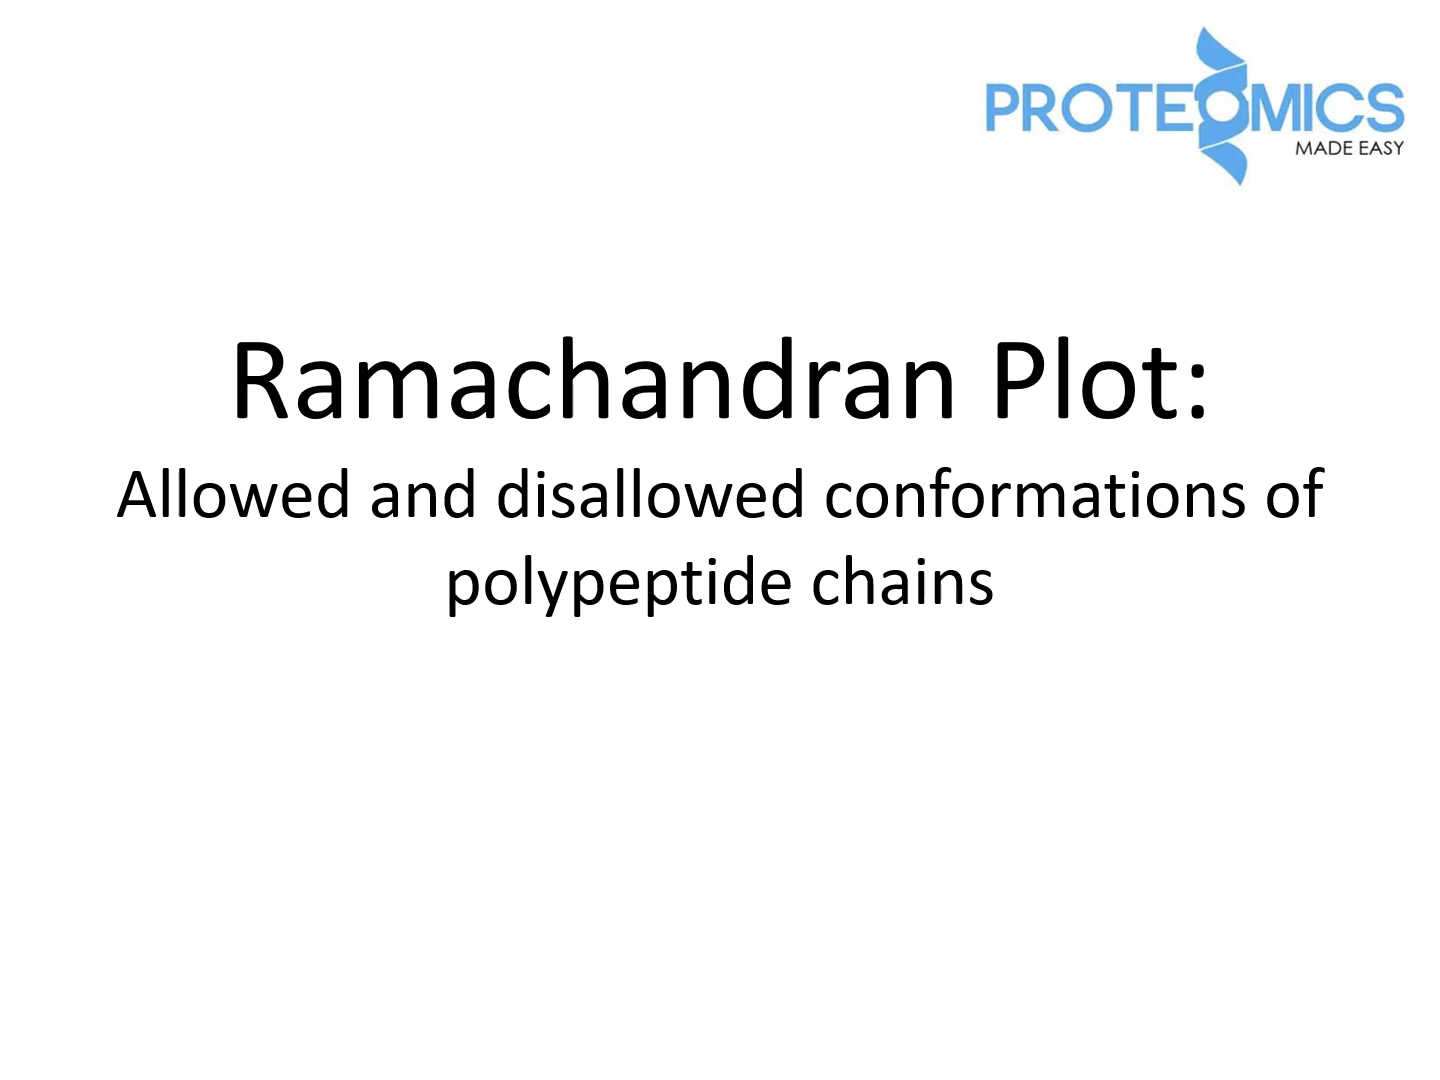 PROTEOMICS
MADE EASY
Ramachandran Plot:
Allowed and disallowed conformations of
polypeptide chains